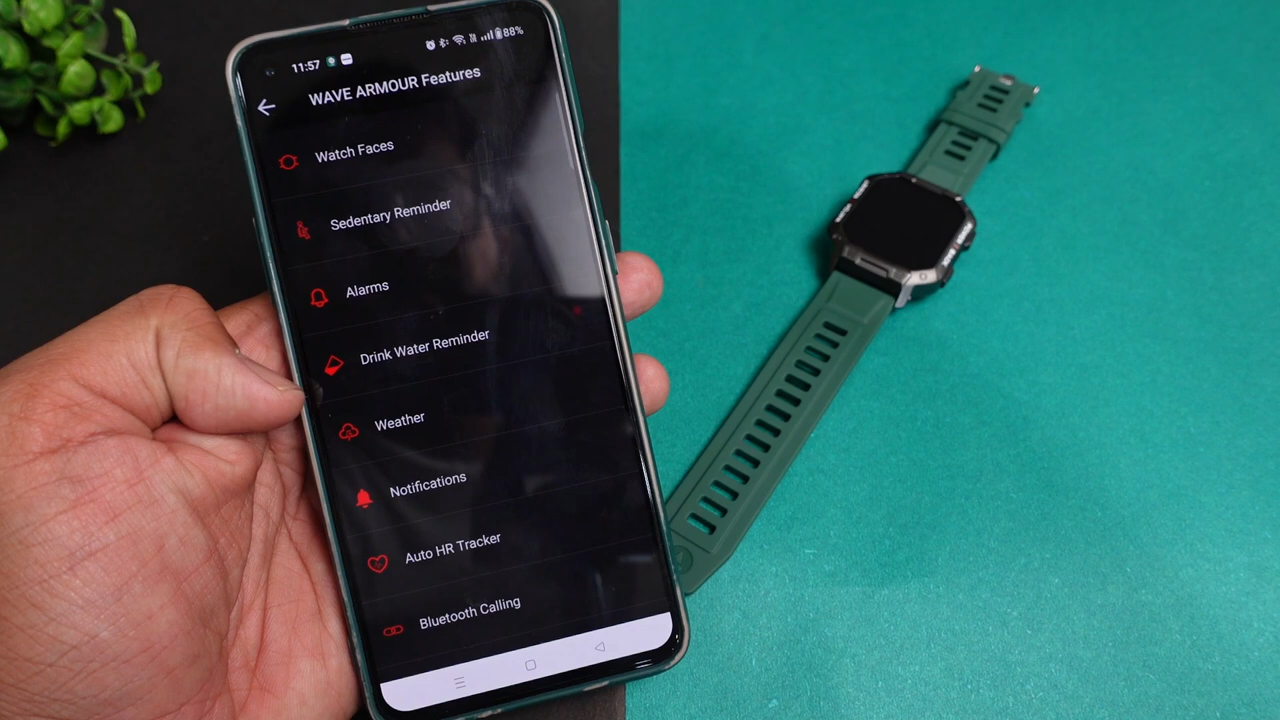 11:57
88%
WAVE ARMOUR Features
Watch Faces
Sedentary Reminder
Alarms
Drink Water Reminder
Weather
Notifications
Auto HR Tracker
Bluetooth Calling